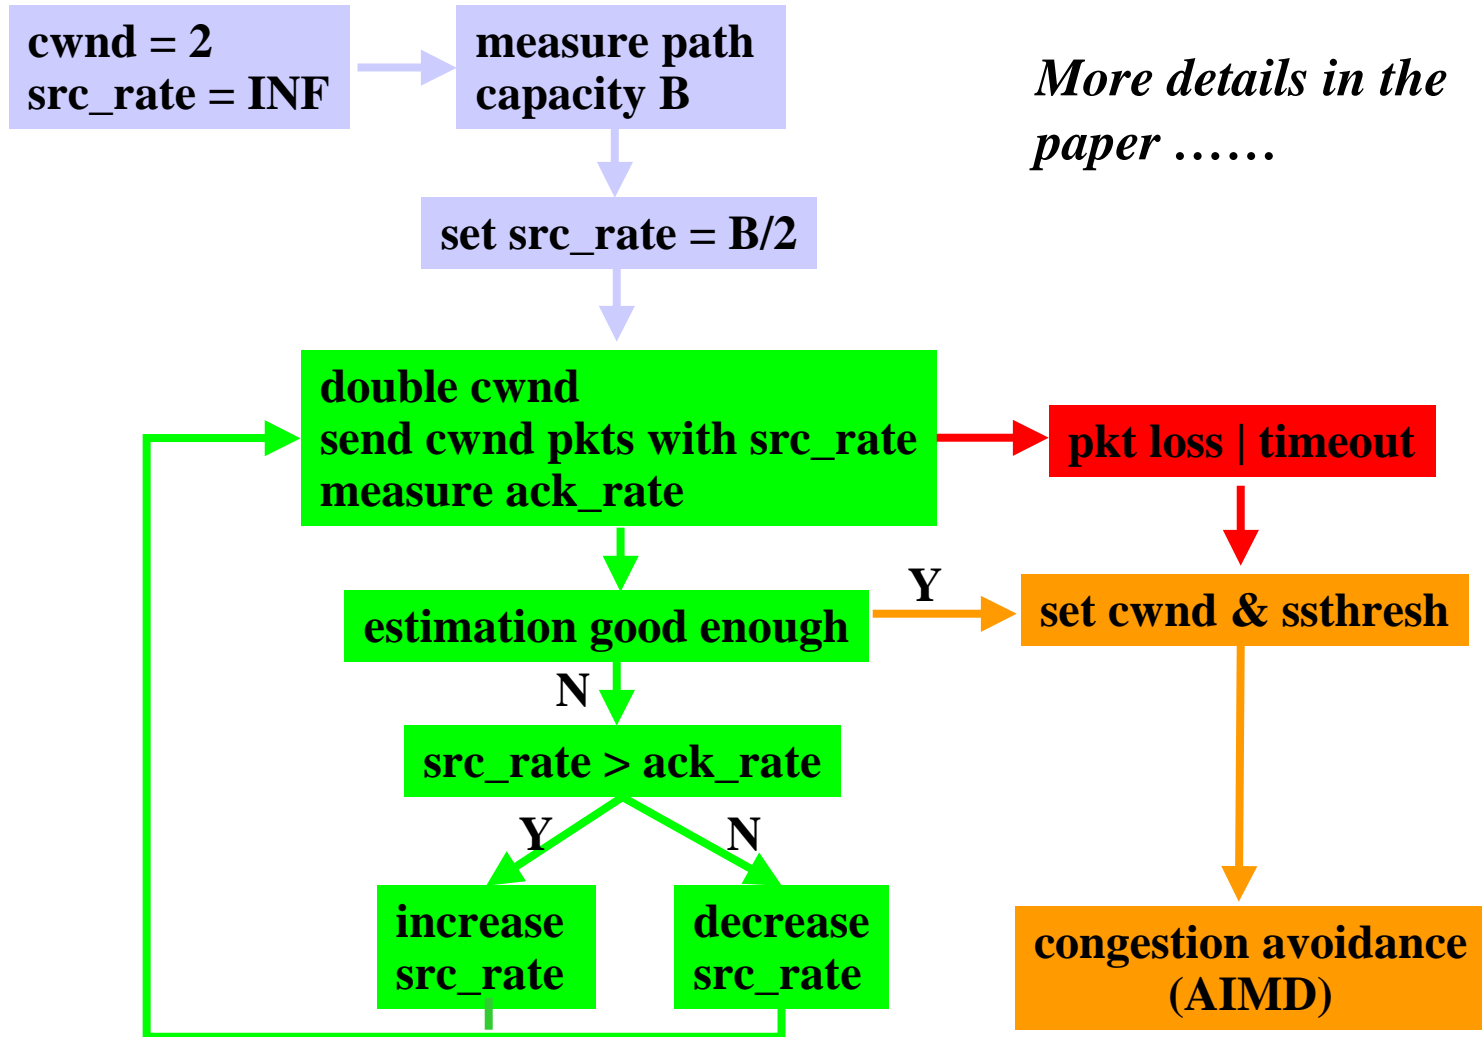 cwnd = 2
src_rate = INF
measure path
capacity B
More details in the
paper ……
set src_rate = B/2
double cwnd
send cwnd pkts with src_rate
measure ack_rate
pkt loss | timeout
estimation good enough
Y
set cwnd & ssthresh
N
src_rate > ack_rate
Y
N
increase
src_rate
decrease
src_rate
congestion avoidance
(AIMD)